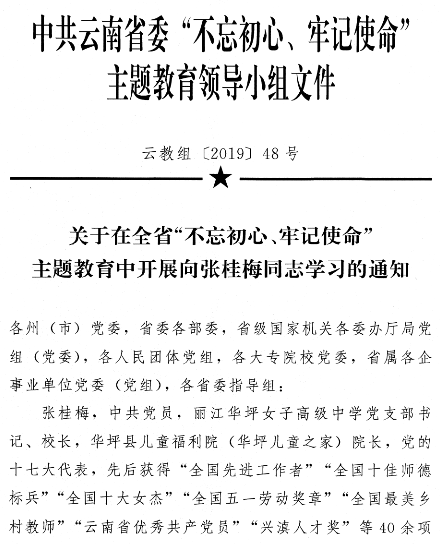 中共云南省委“不忘初心、牢记使命”
主题教育领导小组文件
云教组〔2019〕48号
关于在全省“不忘初心、牢记使命”
主题教育中开展向张桂梅同志学习的通知
各州（市）党委，省委各部委，省级国家机关各委办厅局党
组（党委），各人民团体党组，各大专院校党委，省属各企
事业单位党委（党组），各省委指导组：
张桂梅，中共党员，丽江华坪女子高级中学党支部书
记、校长，华坪县儿童福利院（华坪儿童之家）院长，党的
十七大代表，先后获得“全国先进工作者”“全国十佳师德
标兵”“全国十大女杰”“全国五一劳动奖章”“全国最美乡
村教师”“云南省优秀共产党员”“兴滇人才奖”等40余项